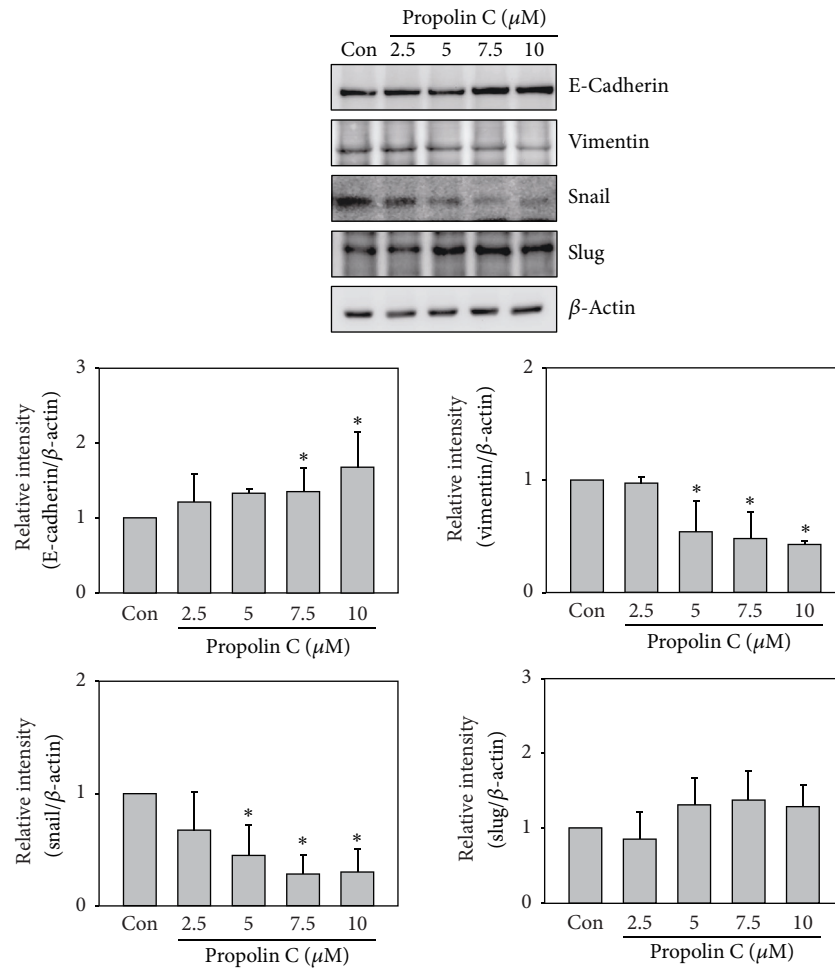 Propolin C (μM)
Con 2.5 5 7.5 10
E-Cadherin
Vimentin
Snail
Slug
β-Actin
Relative intensity
(E-cadherin/β-actin)
3
2
1
0
* *
Con 2.5 5 7.5 10
Propolin C (μM)
Relative intensity
(vimentin/β-actin)
2
1
0
* * *
Con 2.5 5 7.5 10
Propolin C (μM)
Relative intensity
(snail/β-actin)
2
1
0
* * *
Con 2.5 5 7.5 10
Propolin C (μM)
Relative intensity
(slug/β-actin)
3
2
1
0
Con 2.5 5 7.5 10
Propolin C (μM)